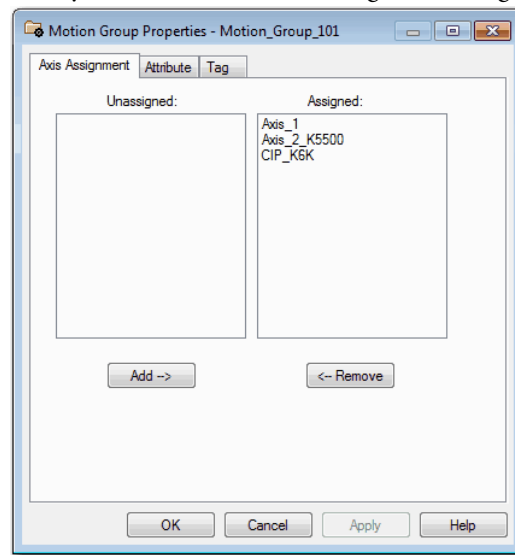 Motion Group Properties - Motion_Group_101
Axis Assignment Attribute Tag
Unassigned: Assigned:
Axis_1
Axis_2_K5500
CIP_K6K
Add --> <-- Remove
OK Cancel Apply Help